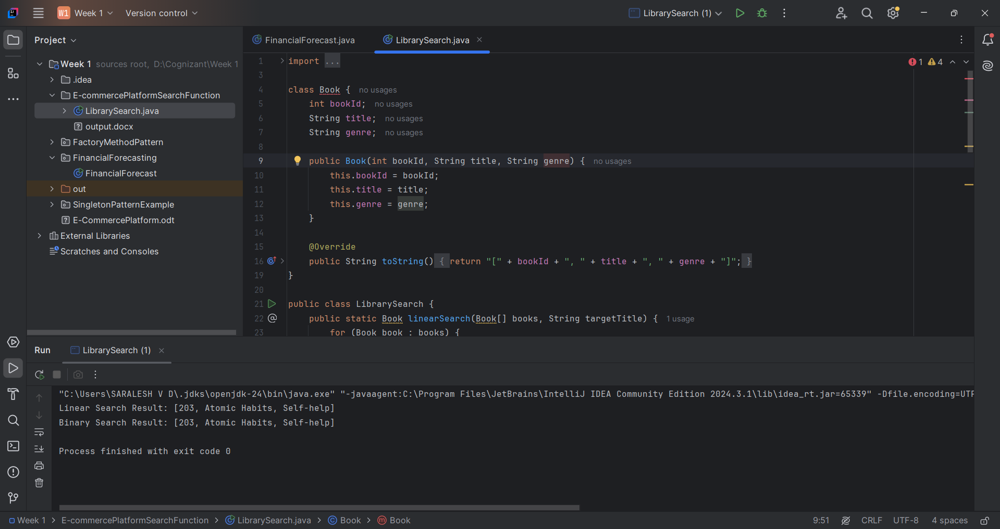 W1 Week 1 Version control LibrarySearch (1)
Project
Week 1 sources root, D:\Cognizant\Week 1
.idea
E-commercePlatformSearchFunction
LibrarySearch.java
output.docx
FactoryMethodPattern
FinancialForecasting
FinancialForecast
out
SingletonPatternExample
E-CommercePlatform.odt
External Libraries
Scratches and Consoles
FinancialForecast.java LibrarySearch.java
1 4
1 import ...
3
4 class Book { no usages
5 int bookId; no usages
6 String title; no usages
7 String genre; no usages
8
9 public Book(int bookId, String title, String genre) { no usages
10 this.bookId = bookId;
11 this.title = title;
12 this.genre = genre;
13 }
14
15 @Override
16 public String toString() { return "[" + bookId + ", " + title + ", " + genre + "]"; }
19 }
20
21 public class LibrarySearch {
22 public static Book linearSearch(Book[] books, String targetTitle) { 1 usage
23 for (Book book : books) {
Run LibrarySearch (1)
"C:\Users\SARALESH V D\.jdks\openjdk-24\bin\java.exe" "-javaagent:C:\Program Files\JetBrains\IntelliJ IDEA Community Edition 2024.3.1\lib\idea_rt.jar=65339" -Dfile.encoding=UTF
Linear Search Result: [203, Atomic Habits, Self-help]
Binary Search Result: [203, Atomic Habits, Self-help]
Process finished with exit code 0
Week 1 > E-commercePlatformSearchFunction > LibrarySearch.java > Book > Book 9:51 CRLF UTF-8 4 spaces